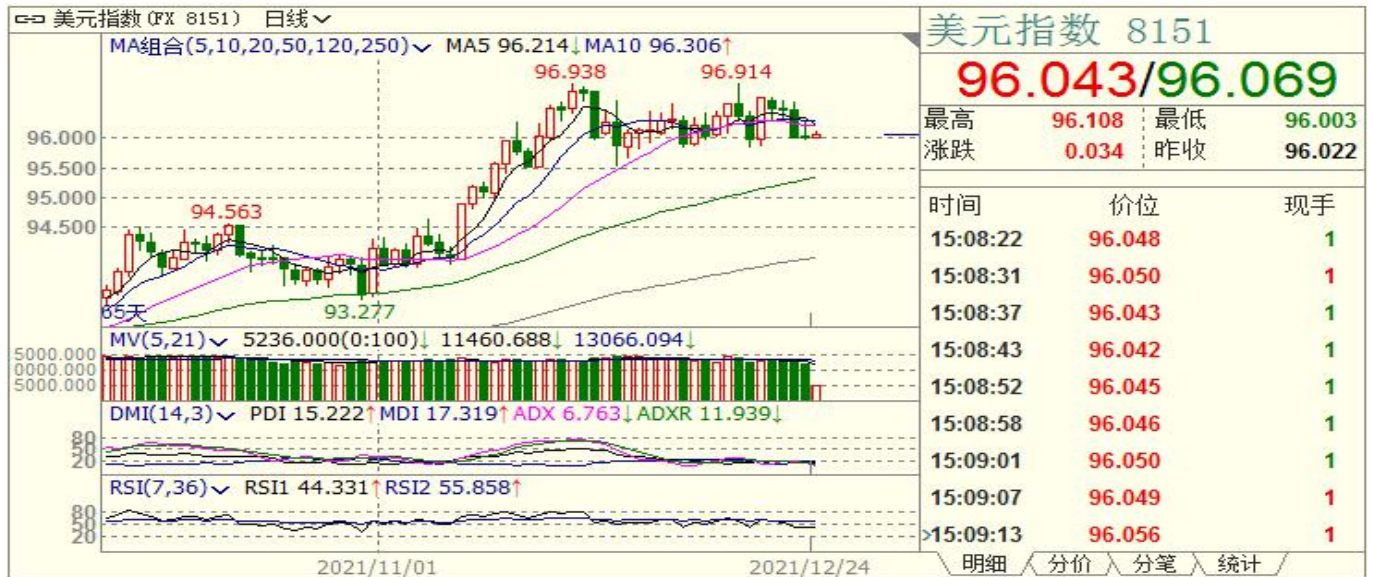 美元指数(FX 8151) 日线
MA组合(5,10,20,50,120,250) MA5 96.214↓ MA10 96.306↑
96.938
96.914
96.000
95.500
95.000
94.500
94.563
93.277
65天
MV(5,21) 5236.000(0:100)↓ 11460.688↓ 13066.094↓
5000.000
0000.000
5000.000
DMI(14,3) PDI 15.222↑ MDI 17.319↑ ADX 6.763↓ ADXR 11.939↓
80
50
20
RSI(7,36) RSI1 44.331↑ RSI2 55.858↑
80
50
20
2021/11/01
2021/12/24
美元指数 8151
96.043/96.069
最高 96.108 最低 96.003
涨跌 0.034 昨收 96.022
时间 价位 现手
15:08:22 96.048 1
15:08:31 96.050 1
15:08:37 96.043 1
15:08:43 96.042 1
15:08:52 96.045 1
15:08:58 96.046 1
15:09:01 96.050 1
15:09:07 96.049 1
>15:09:13 96.056 1
明细 分价 分笔 统计